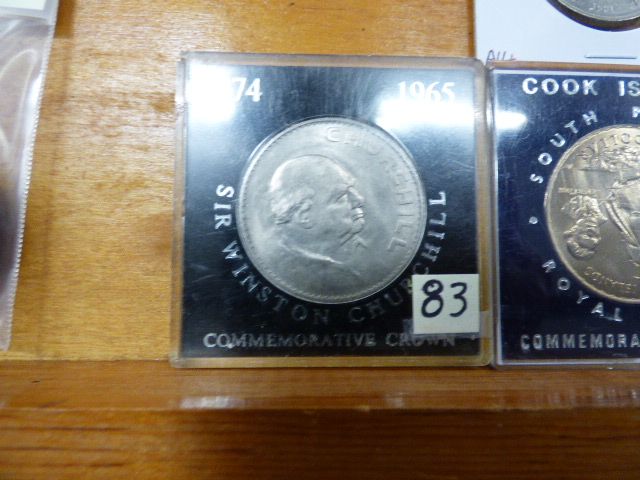 74 1965
CHURCHILL
SIR WINSTON CHURCHILL
83
COMMEMORATIVE CROWN
COOK IS
SOUTH
ROYAL
COMMEMORA